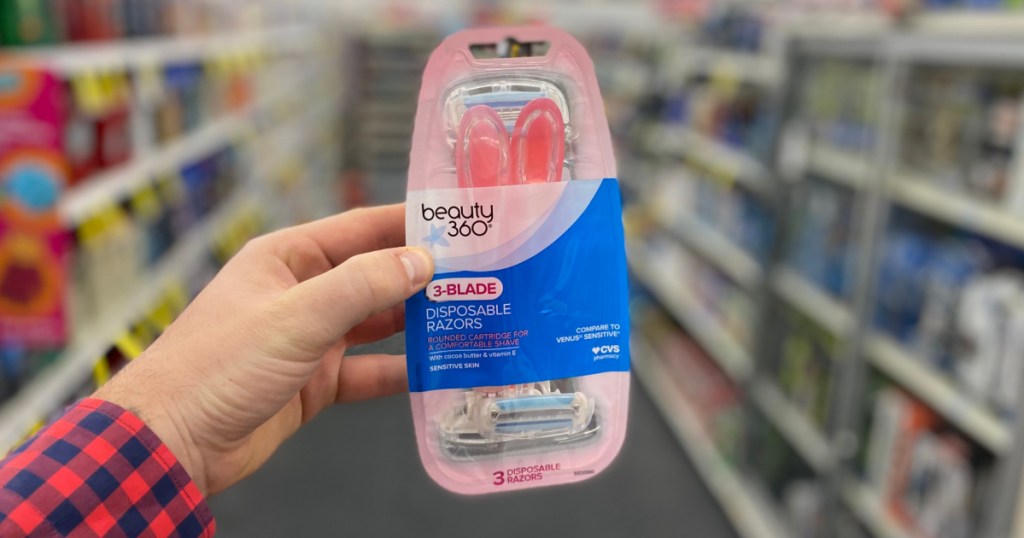 beauty
360®
3-BLADE
DISPOSABLE
RAZORS
ROUNDED CARTRIDGE FOR
A COMFORTABLE SHAVE
With cocoa butter & vitamin E
SENSITIVE SKIN
COMPARE TO
VENUS® SENSITIVE®
CVS
pharmacy
3 DISPOSABLE
RAZORS